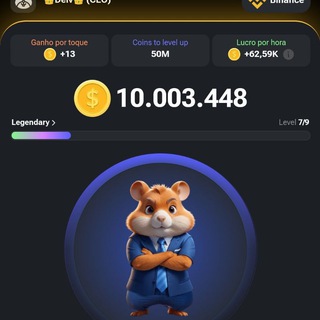 Delv (CEO)
Binance
Ganho por toque
+13
Coins to level up
50M
Lucro por hora
+62,59K
10.003.448
Legendary >
Level 7/9